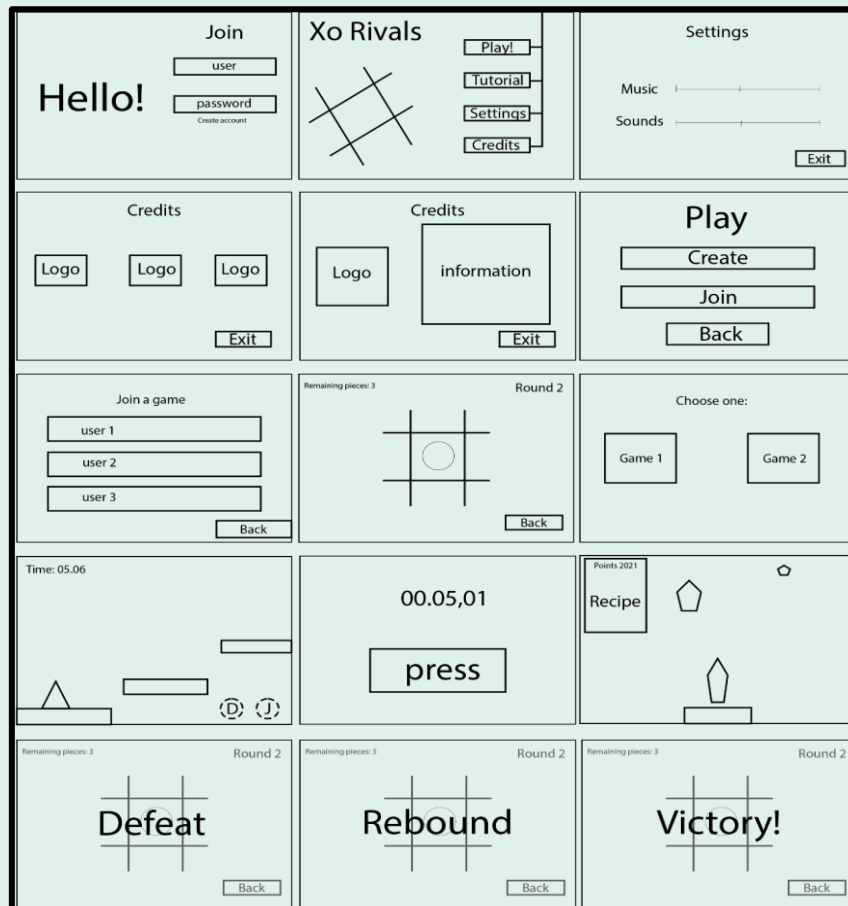 Join
Hello!
user
password
Create account
Xo Rivals
Play!
Tutorial
Settings
Credits
Settings
Music
Sounds
Exit
Credits
Logo Logo Logo
Exit
Credits
Logo
information
Exit
Play
Create
Join
Back
Join a game
user 1
user 2
user 3
Back
Remaining pieces: 3
Round 2
Back
Choose one:
Game 1
Game 2
Time: 05.06
D J
00.05,01
press
Points 2021
Recipe
Remaining pieces: 3
Round 2
Defeat
Back
Remaining pieces: 3
Round 2
Rebound
Back
Remaining pieces: 3
Round 2
Victory!
Back